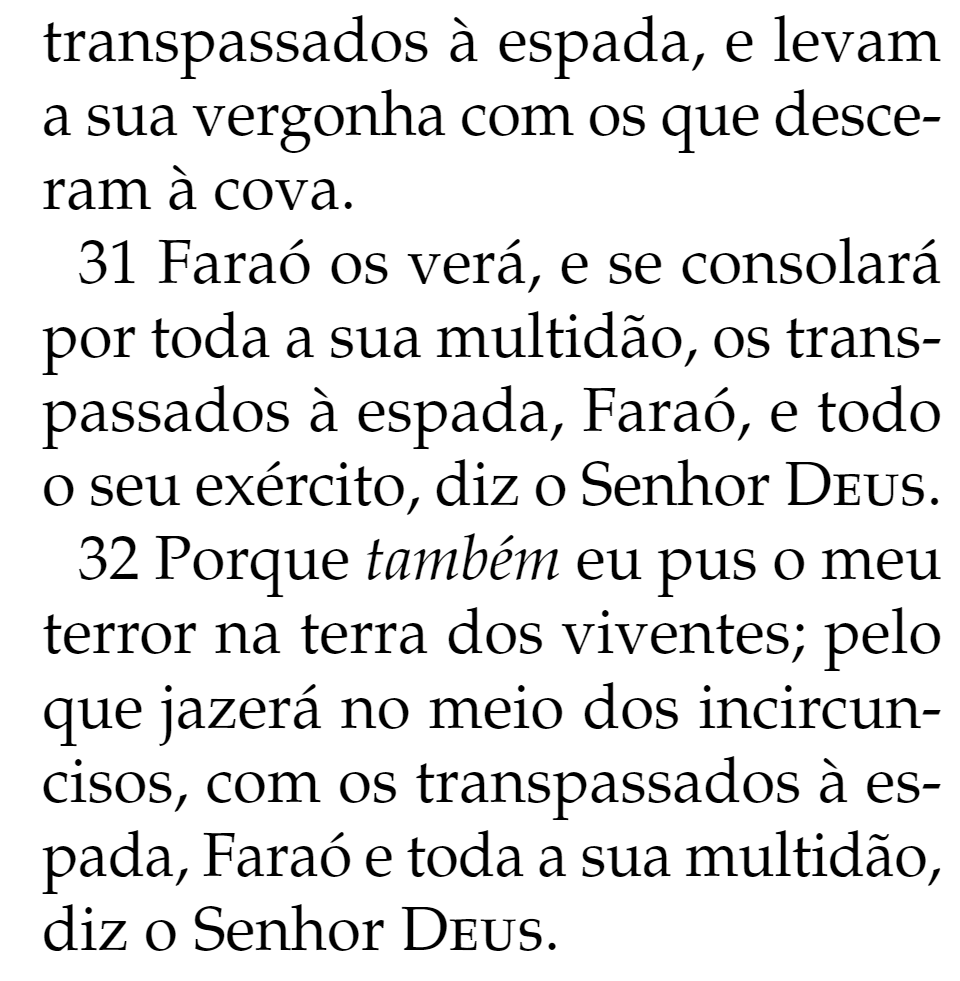 transpassados à espada, e levam
a sua vergonha com os que desce-
ram à cova.
31 Faraó os verá, e se consolará
por toda a sua multidão, os trans-
passados à espada, Faraó, e todo
o seu exército, diz o Senhor DEUS.
32 Porque também eu pus o meu
terror na terra dos viventes; pelo
que jazerá no meio dos incircun-
cisos, com os transpassados à es-
pada, Faraó e toda a sua multidão,
diz o Senhor DEUS.